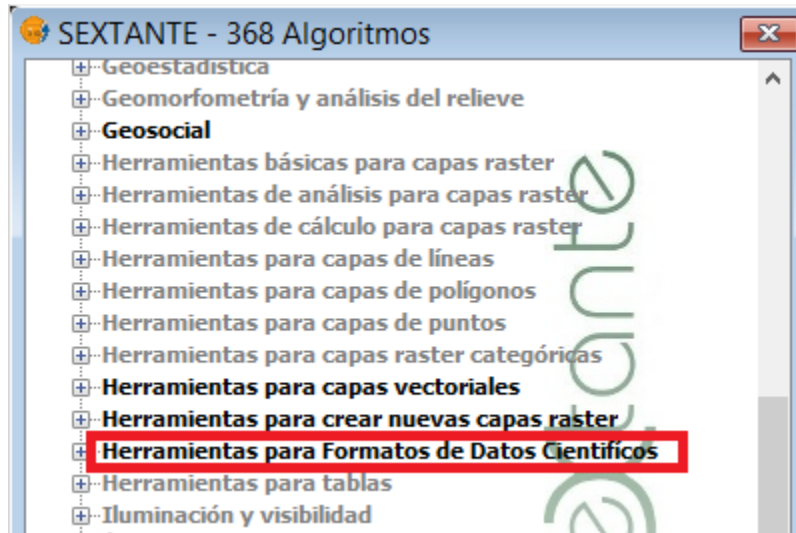 SEXTANTE - 368 Algoritmos
Geoestadística
Geomorfometría y análisis del relieve
Geosocial
Herramientas básicas para capas raster
Herramientas de análisis para capas raster
Herramientas de cálculo para capas raster
Herramientas para capas de líneas
Herramientas para capas de polígonos
Herramientas para capas de puntos
Herramientas para capas raster categóricas
Herramientas para capas vectoriales
Herramientas para crear nuevas capas raster
Herramientas para Formatos de Datos Cientifícos
Herramientas para tablas
Iluminación y visibilidad
extante